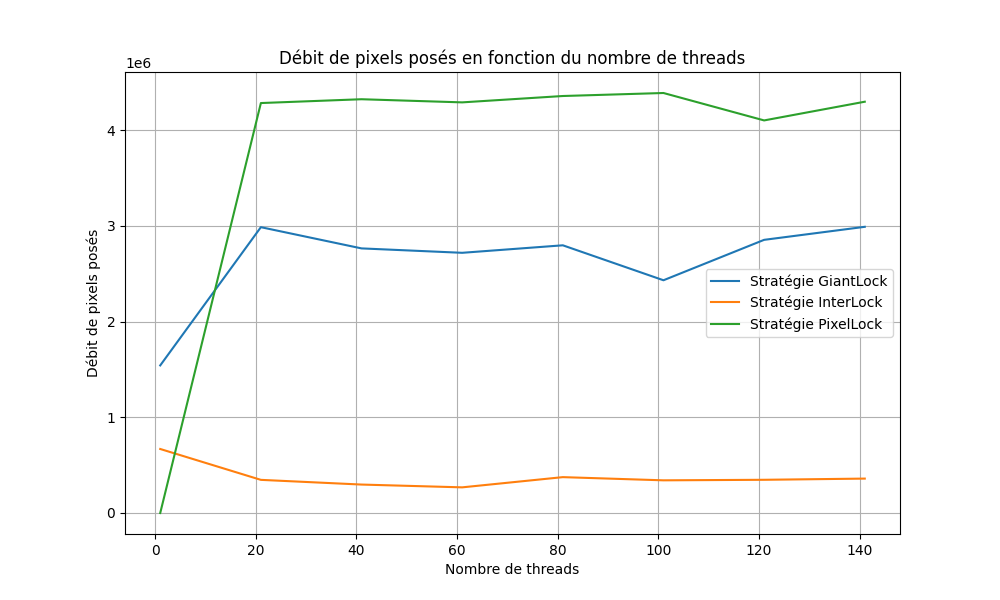 Débit de pixels posés en fonction du nombre de threads
1e6
4
3
2
1
0
Débit de pixels posés
Stratégie GiantLock
Stratégie InterLock
Stratégie PixelLock
0 20 40 60 80 100 120 140
Nombre de threads